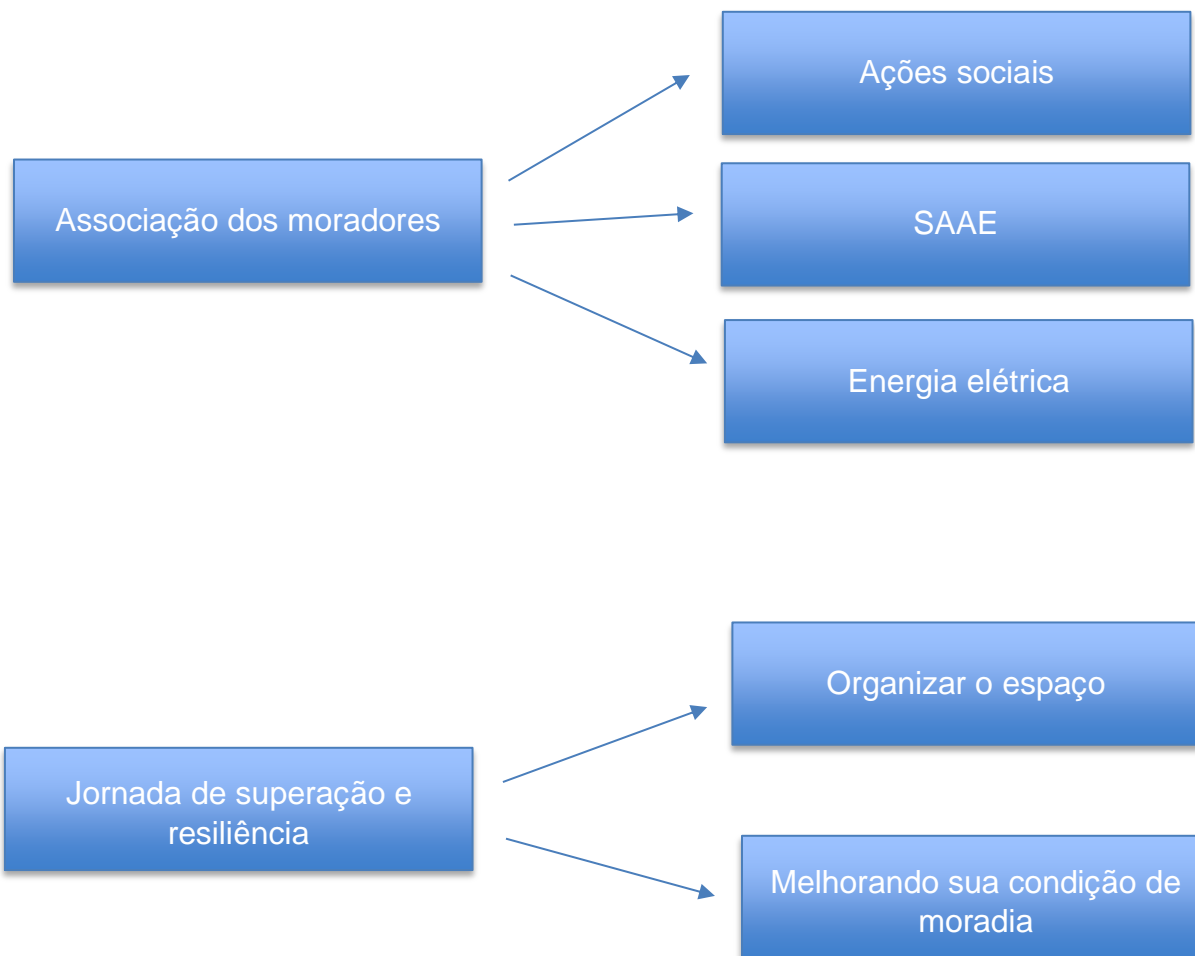 Ações sociais
Associação dos moradores
SAAE
Energia elétrica
Organizar o espaço
Jornada de superação e
resiliência
Melhorando sua condição de
moradia